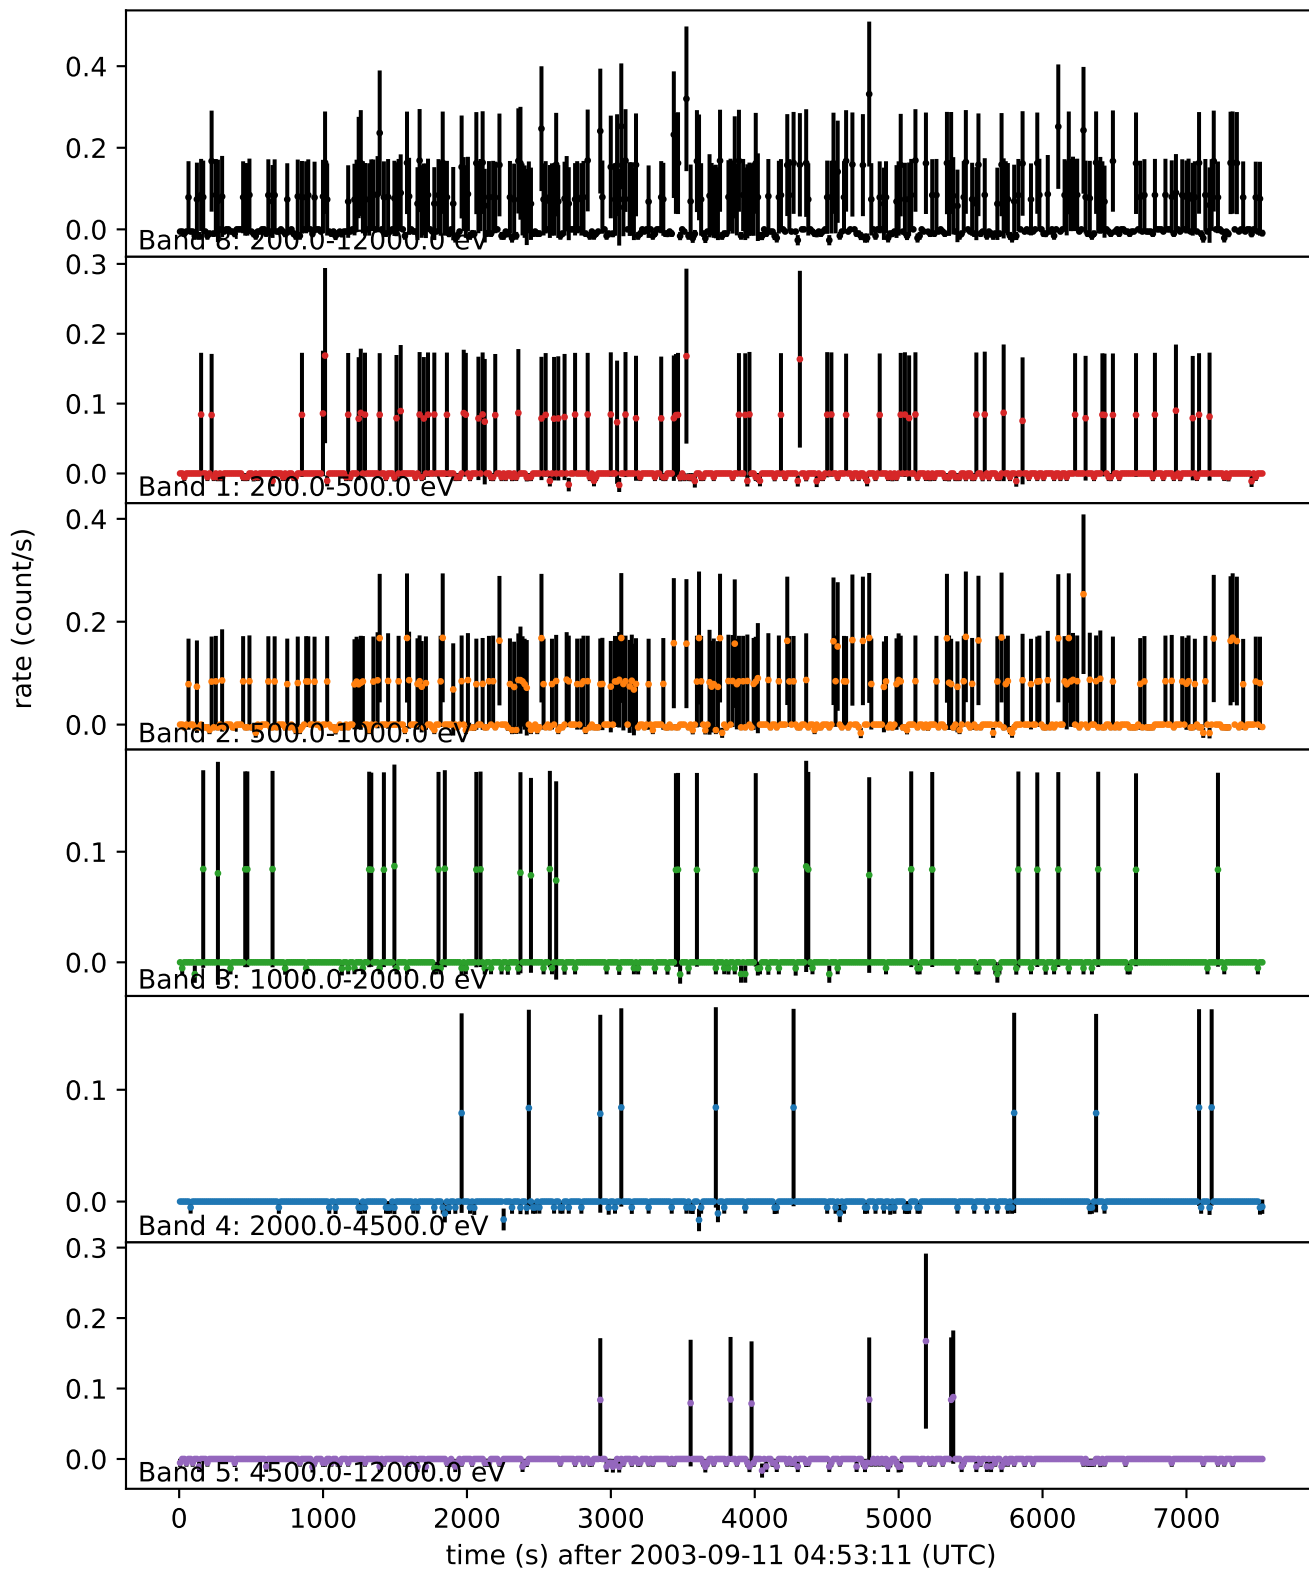 0.4
0.2
0.0
Band 8: 200.0-12000.0 eV
0.3
0.2
0.1
0.0
Band 1: 200.0-500.0 eV
0.4
0.2
0.0
Band 2: 500.0-1000.0 eV
rate (count/s)
0.1
0.0
Band 3: 1000.0-2000.0 eV
0.1
0.0
Band 4: 2000.0-4500.0 eV
0.3
0.2
0.1
0.0
Band 5: 4500.0-12000.0 eV
0 1000 2000 3000 4000 5000 6000 7000
time (s) after 2003-09-11 04:53:11 (UTC)